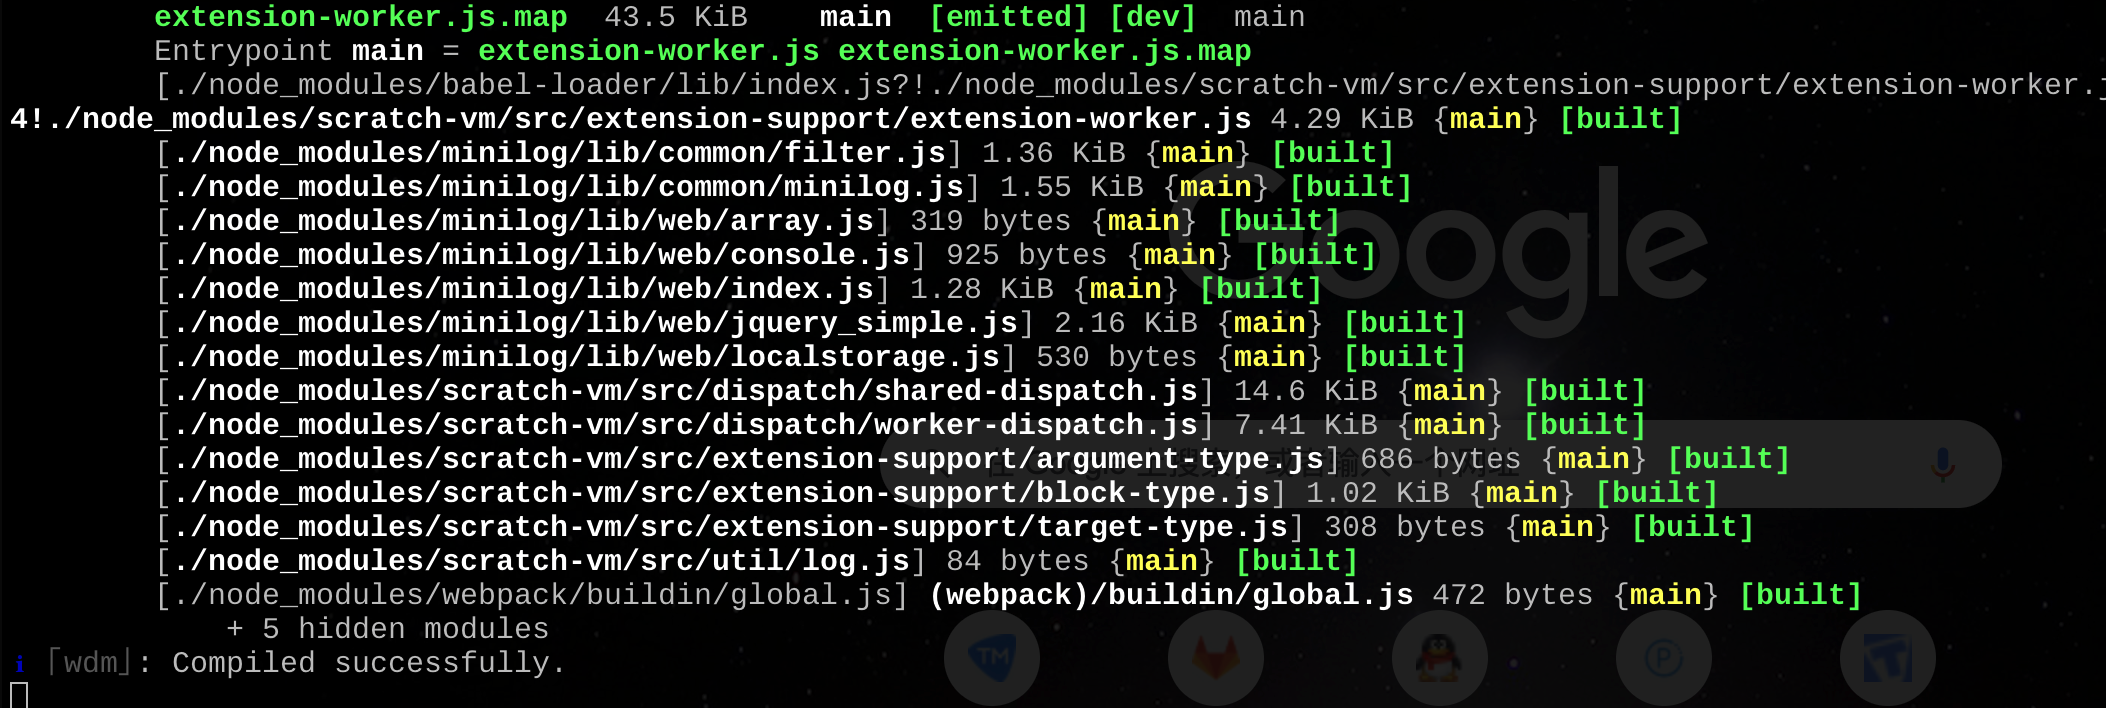 extension-worker.js.map  43.5 KiB    main  [emitted] [dev]  main
Entrypoint main = extension-worker.js extension-worker.js.map
[./node_modules/babel-loader/lib/index.js?!./node_modules/scratch-vm/src/extension-support/extension-worker.j
4!./node_modules/scratch-vm/src/extension-support/extension-worker.js 4.29 KiB {main} [built]
[./node_modules/minilog/lib/common/filter.js] 1.36 KiB {main} [built]
[./node_modules/minilog/lib/common/minilog.js] 1.55 KiB {main} [built]
[./node_modules/minilog/lib/web/array.js] 319 bytes {main} [built]
[./node_modules/minilog/lib/web/console.js] 925 bytes {main} [built]
[./node_modules/minilog/lib/web/index.js] 1.28 KiB {main} [built]
[./node_modules/minilog/lib/web/jquery_simple.js] 2.16 KiB {main} [built]
[./node_modules/minilog/lib/web/localstorage.js] 530 bytes {main} [built]
[./node_modules/scratch-vm/src/dispatch/shared-dispatch.js] 14.6 KiB {main} [built]
[./node_modules/scratch-vm/src/dispatch/worker-dispatch.js] 7.41 KiB {main} [built]
[./node_modules/scratch-vm/src/extension-support/argument-type.js] 686 bytes {main} [built]
[./node_modules/scratch-vm/src/extension-support/block-type.js] 1.02 KiB {main} [built]
[./node_modules/scratch-vm/src/extension-support/target-type.js] 308 bytes {main} [built]
[./node_modules/scratch-vm/src/util/log.js] 84 bytes {main} [built]
[./node_modules/webpack/buildin/global.js] (webpack)/buildin/global.js 472 bytes {main} [built]
+ 5 hidden modules
ℹ ｢wdm｣: Compiled successfully.
Google
TM
P
T